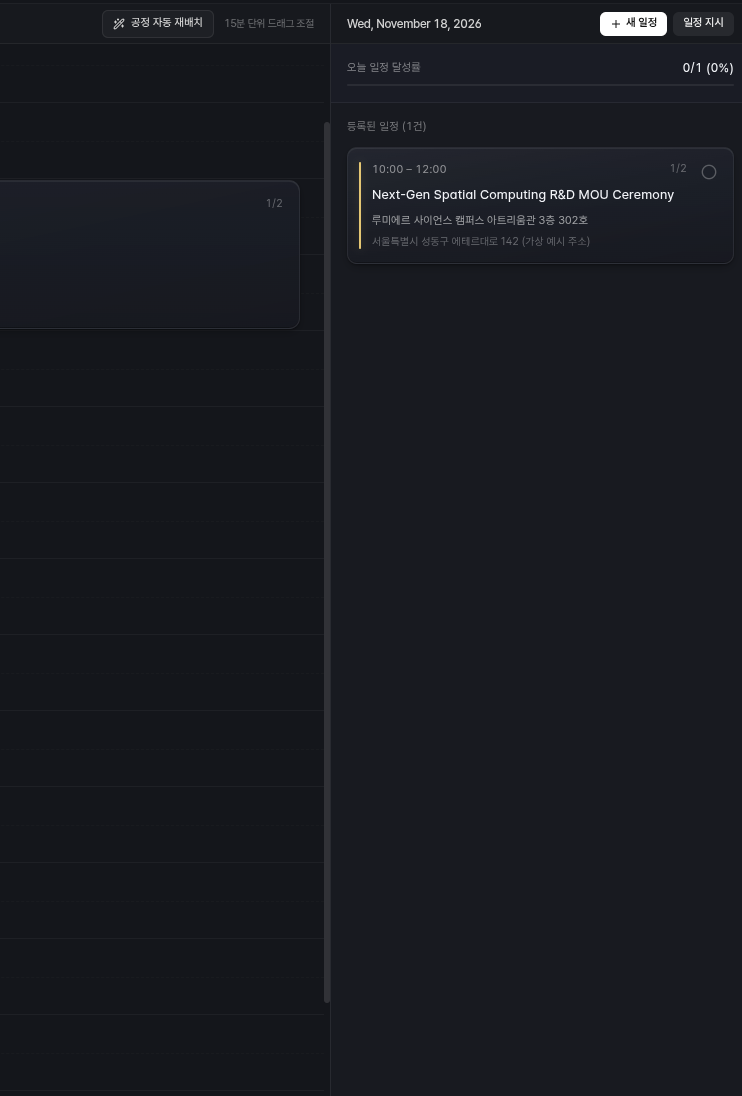 공정 자동 재배치
15분 단위 드래그 조절
1/2
Wed, November 18, 2026
+ 새 일정
일정 지시
오늘 일정 달성률
0/1 (0%)
등록된 일정 (1건)
10:00 – 12:00
1/2
Next-Gen Spatial Computing R&D MOU Ceremony
루미에르 사이언스 캠퍼스 아트리움관 3층 302호
서울특별시 성동구 에테르대로 142 (가상 예시 주소)